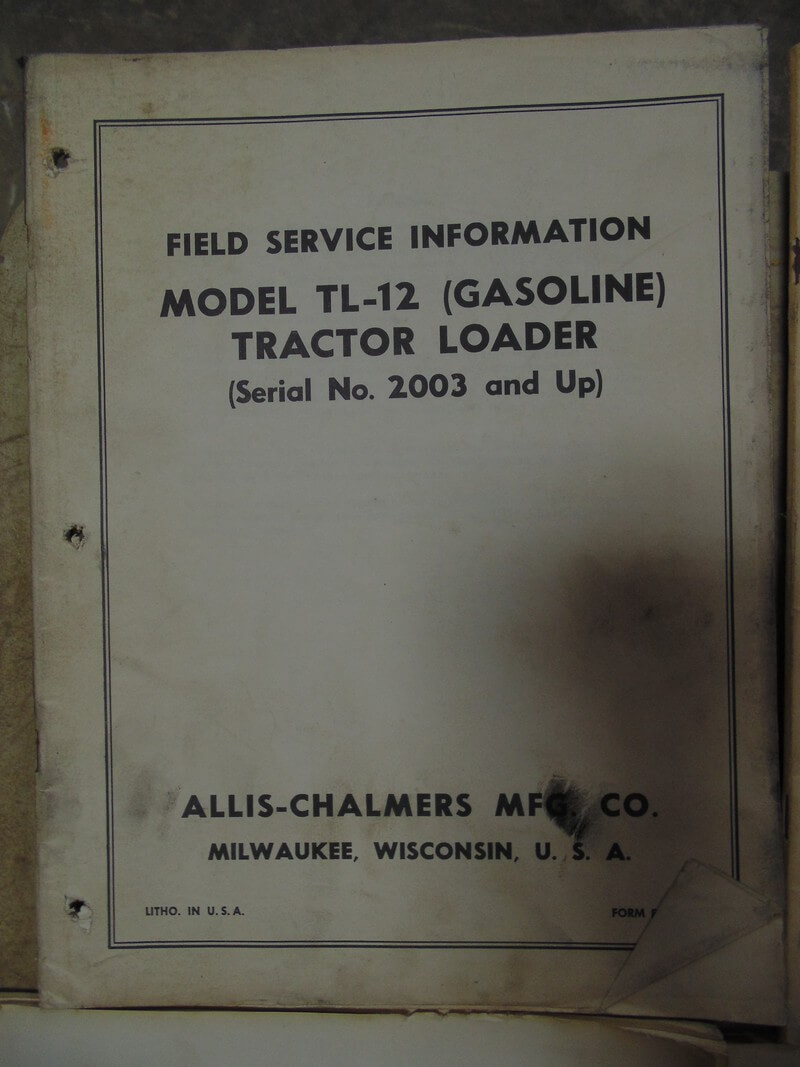 FIELD SERVICE INFORMATION
MODEL TL-12 (GASOLINE)
TRACTOR LOADER
(Serial No. 2003 and Up)
ALLIS-CHALMERS MFG. CO.
MILWAUKEE, WISCONSIN, U. S. A.
LITHO. IN U.S.A.
FORM